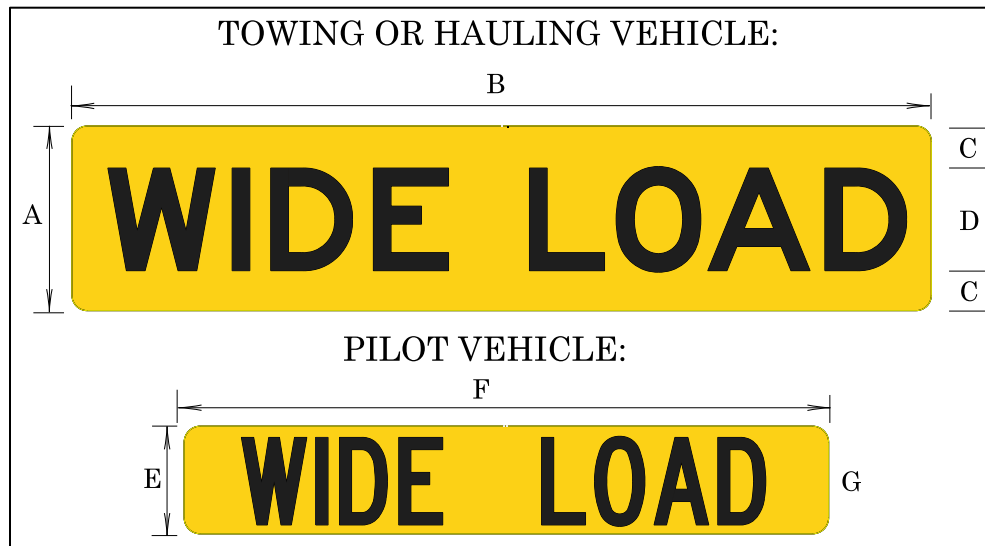 TOWING OR HAULING VEHICLE:
B
WIDE LOAD
A
C
D
C
PILOT VEHICLE:
F
WIDE LOAD
E
G